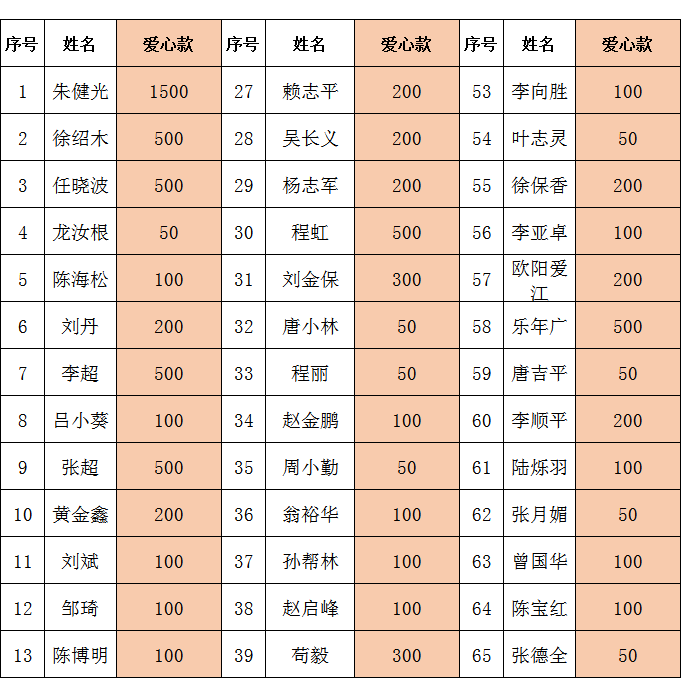 序号 姓名 爱心款 序号 姓名 爱心款 序号 姓名 爱心款
1 朱健光 1500 27 赖志平 200 53 李向胜 100
2 徐绍木 500 28 吴长义 200 54 叶志灵 50
3 任晓波 500 29 杨志军 200 55 徐保香 200
4 龙汝根 50 30 程虹 500 56 李亚卓 100
5 陈海松 100 31 刘金保 300 57 欧阳爱江 200
6 刘丹 200 32 唐小林 50 58 乐年广 500
7 李超 500 33 程丽 50 59 唐吉平 50
8 吕小葵 100 34 赵金鹏 100 60 李顺平 200
9 张超 500 35 周小勤 50 61 陆烁羽 100
10 黄金鑫 200 36 翁裕华 100 62 张月媚 50
11 刘斌 100 37 孙帮林 100 63 曾国华 100
12 邹琦 100 38 赵启峰 100 64 陈宝红 100
13 陈博明 100 39 苟毅 300 65 张德全 50